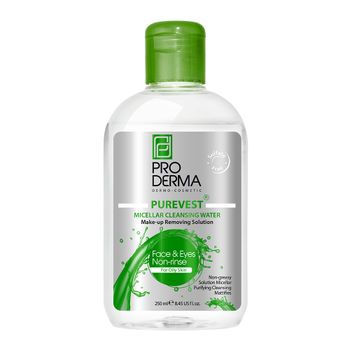 PRO
DERMA
DERMO-COSMETIC
PUREVEST®
MICELLAR CLEANSING WATER
Make-up Removing Solution
Face & Eyes
Non-rinse
For Oily Skin
Non-greasy
Solution Micellar
Purifying Cleansing
Mattifies
250 ml ℮ 8.45 US fl. oz.